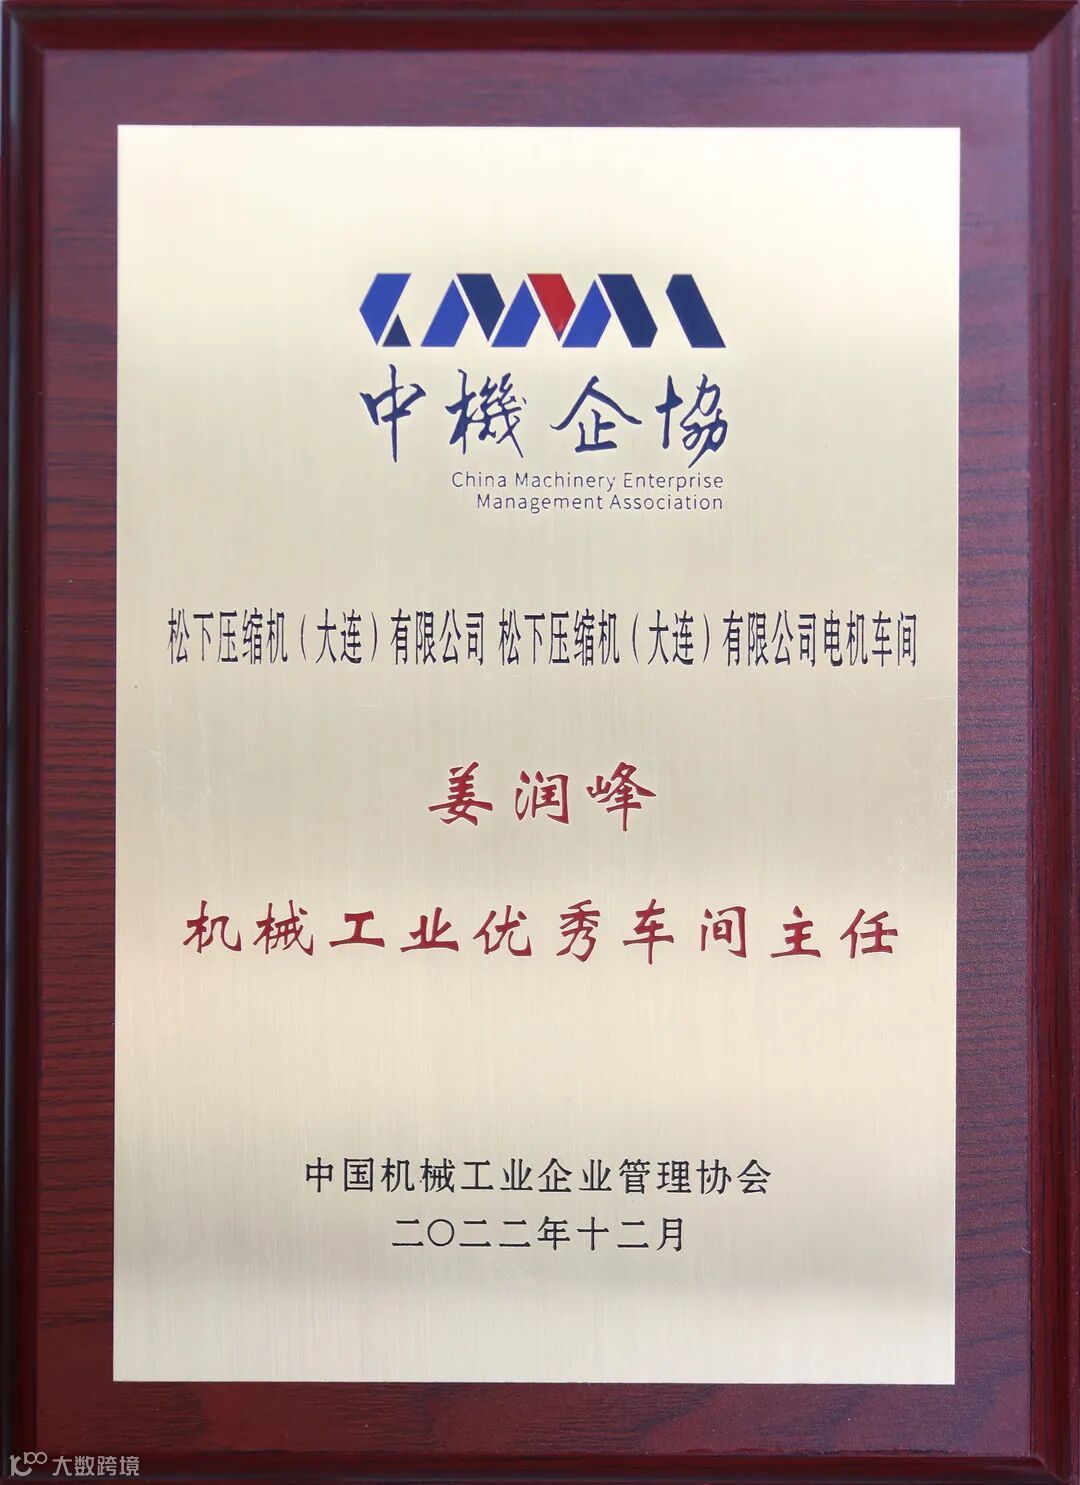 中機企協
China Machinery Enterprise
Management Association
松下压缩机（大连）有限公司 松下压缩机（大连）有限公司电机车间
姜润峰
机械工业优秀车间主任
中国机械工业企业管理协会
二〇二二年十二月
大数跨境